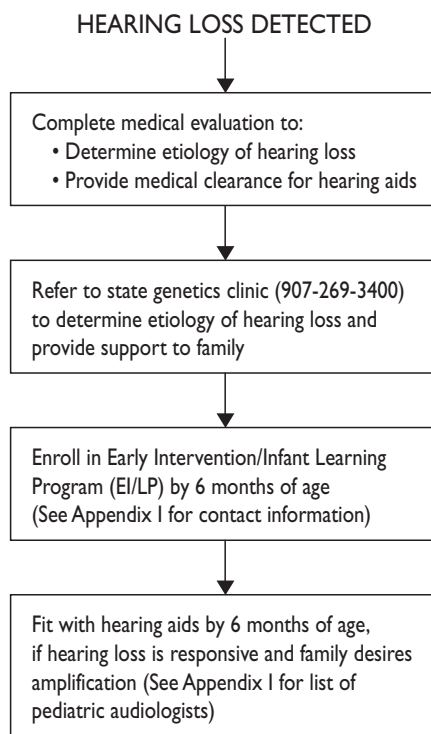 HEARING LOSS DETECTED
Complete medical evaluation to:
• Determine etiology of hearing loss
• Provide medical clearance for hearing aids
Refer to state genetics clinic (907-269-3400)
to determine etiology of hearing loss and
provide support to family
Enroll in Early Intervention/Infant Learning
Program (EI/LP) by 6 months of age
(See Appendix I for contact information)
Fit with hearing aids by 6 months of age,
if hearing loss is responsive and family desires
amplification (See Appendix I for list of
pediatric audiologists)